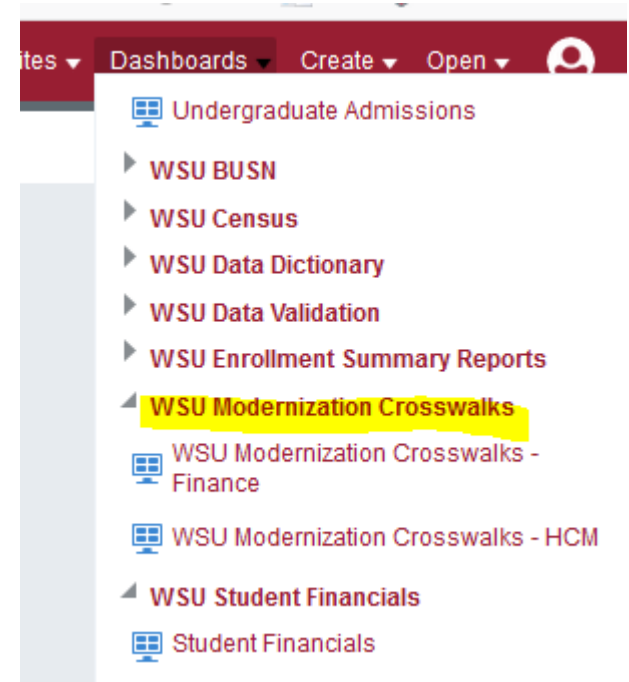 ites Dashboards Create Open
Undergraduate Admissions
WSU BUSN
WSU Census
WSU Data Dictionary
WSU Data Validation
WSU Enrollment Summary Reports
WSU Modernization Crosswalks
WSU Modernization Crosswalks -
Finance
WSU Modernization Crosswalks - HCM
WSU Student Financials
Student Financials